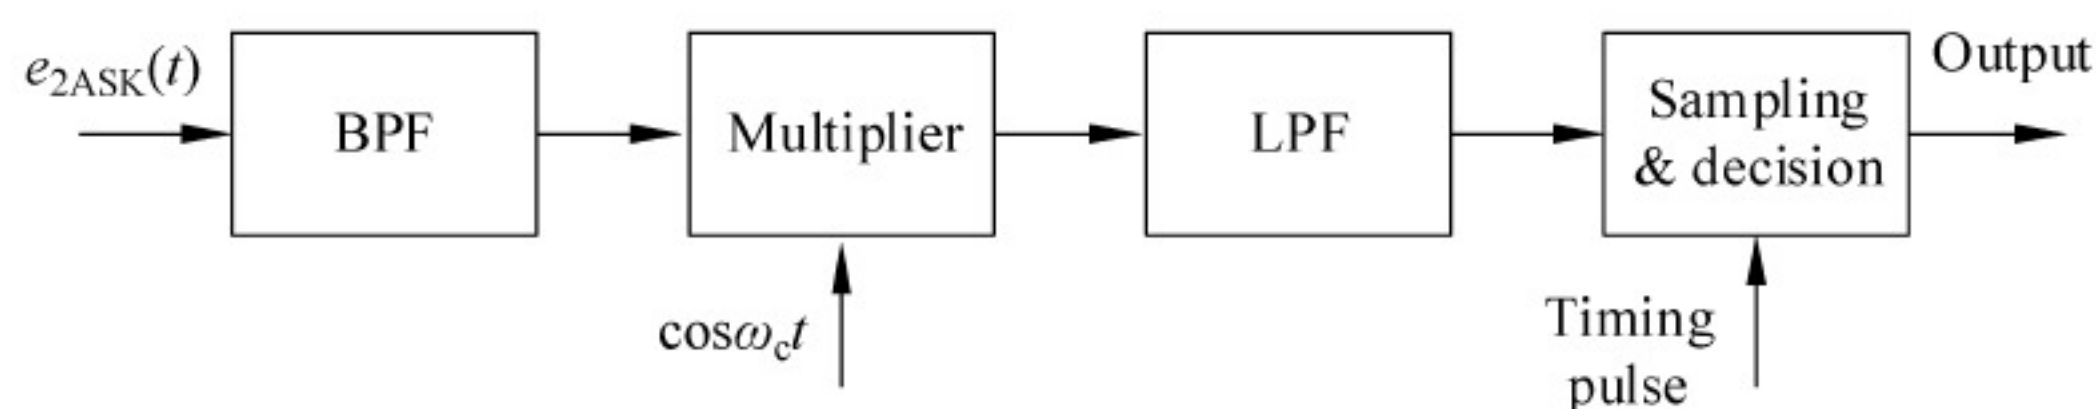 e2ASK(t)
BPF
Multiplier
LPF
Sampling
& decision
Output
cosωct
Timing
pulse